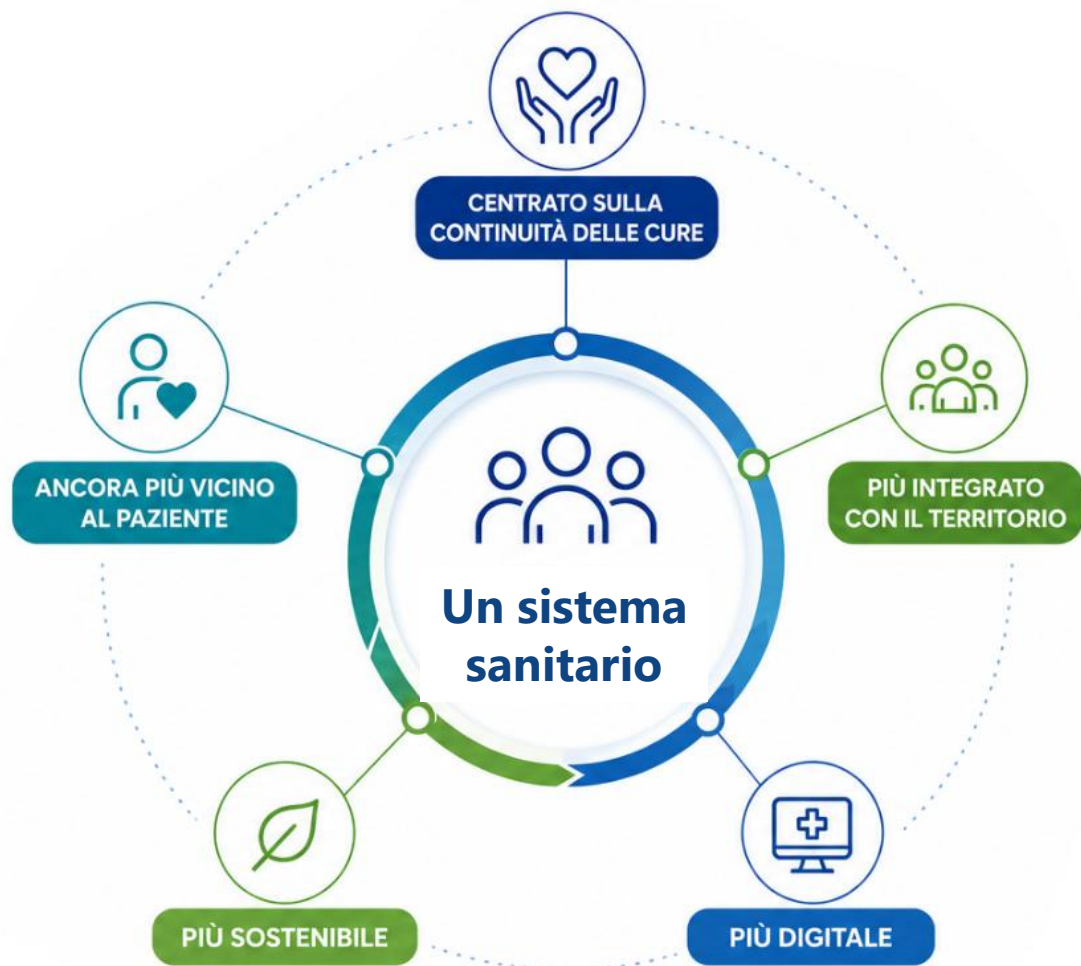 CENTRATO SULLA
CONTINUITÀ DELLE CURE
ANCORA PIÙ VICINO
AL PAZIENTE
PIÙ INTEGRATO
CON IL TERRITORIO
Un sistema
sanitario
PIÙ SOSTENIBILE
PIÙ DIGITALE